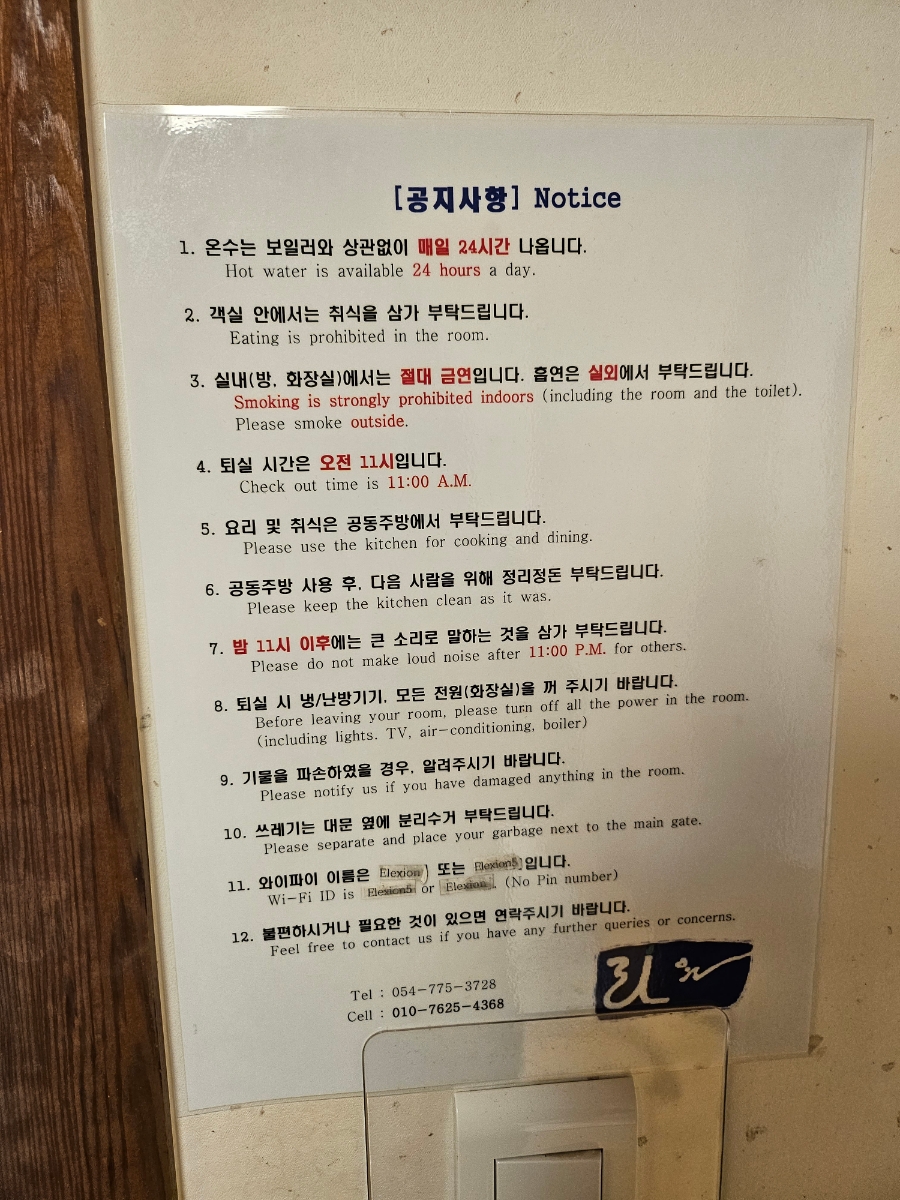 [공지사항] Notice
1. 온수는 보일러와 상관없이 매일 24시간 나옵니다.
Hot water is available 24 hours a day.
2. 객실 안에서는 취식을 삼가 부탁드립니다.
Eating is prohibited in the room.
3. 실내(방, 화장실)에서는 절대 금연입니다. 흡연은 실외에서 부탁드립니다.
Smoking is strongly prohibited indoors (including the room and the toilet).
Please smoke outside.
4. 퇴실 시간은 오전 11시입니다.
Check out time is 11:00 A.M.
5. 요리 및 취식은 공동주방에서 부탁드립니다.
Please use the kitchen for cooking and dining.
6. 공동주방 사용 후, 다음 사람을 위해 정리정돈 부탁드립니다.
Please keep the kitchen clean as it was.
7. 밤 11시 이후에는 큰 소리로 말하는 것을 삼가 부탁드립니다.
Please do not make loud noise after 11:00 P.M. for others.
8. 퇴실 시 냉/난방기기, 모든 전원(화장실)을 꺼 주시기 바랍니다.
Before leaving your room, please turn off all the power in the room.
(including lights. TV, air-conditioning, boiler)
9. 기물을 파손하였을 경우, 알려주시기 바랍니다.
Please notify us if you have damaged anything in the room.
10. 쓰레기는 대문 옆에 분리수거 부탁드립니다.
Please separate and place your garbage next to the main gate.
11. 와이파이 이름은 Elexion) 또는 Elexion5]입니다.
Wi-Fi ID is Elexion5 or Elexion. (No Pin number)
12. 불편하시거나 필요한 것이 있으면 연락주시기 바랍니다.
Feel free to contact us if you have any further queries or concerns.
Tel : 054-775-3728
Cell : 010-7625-4368